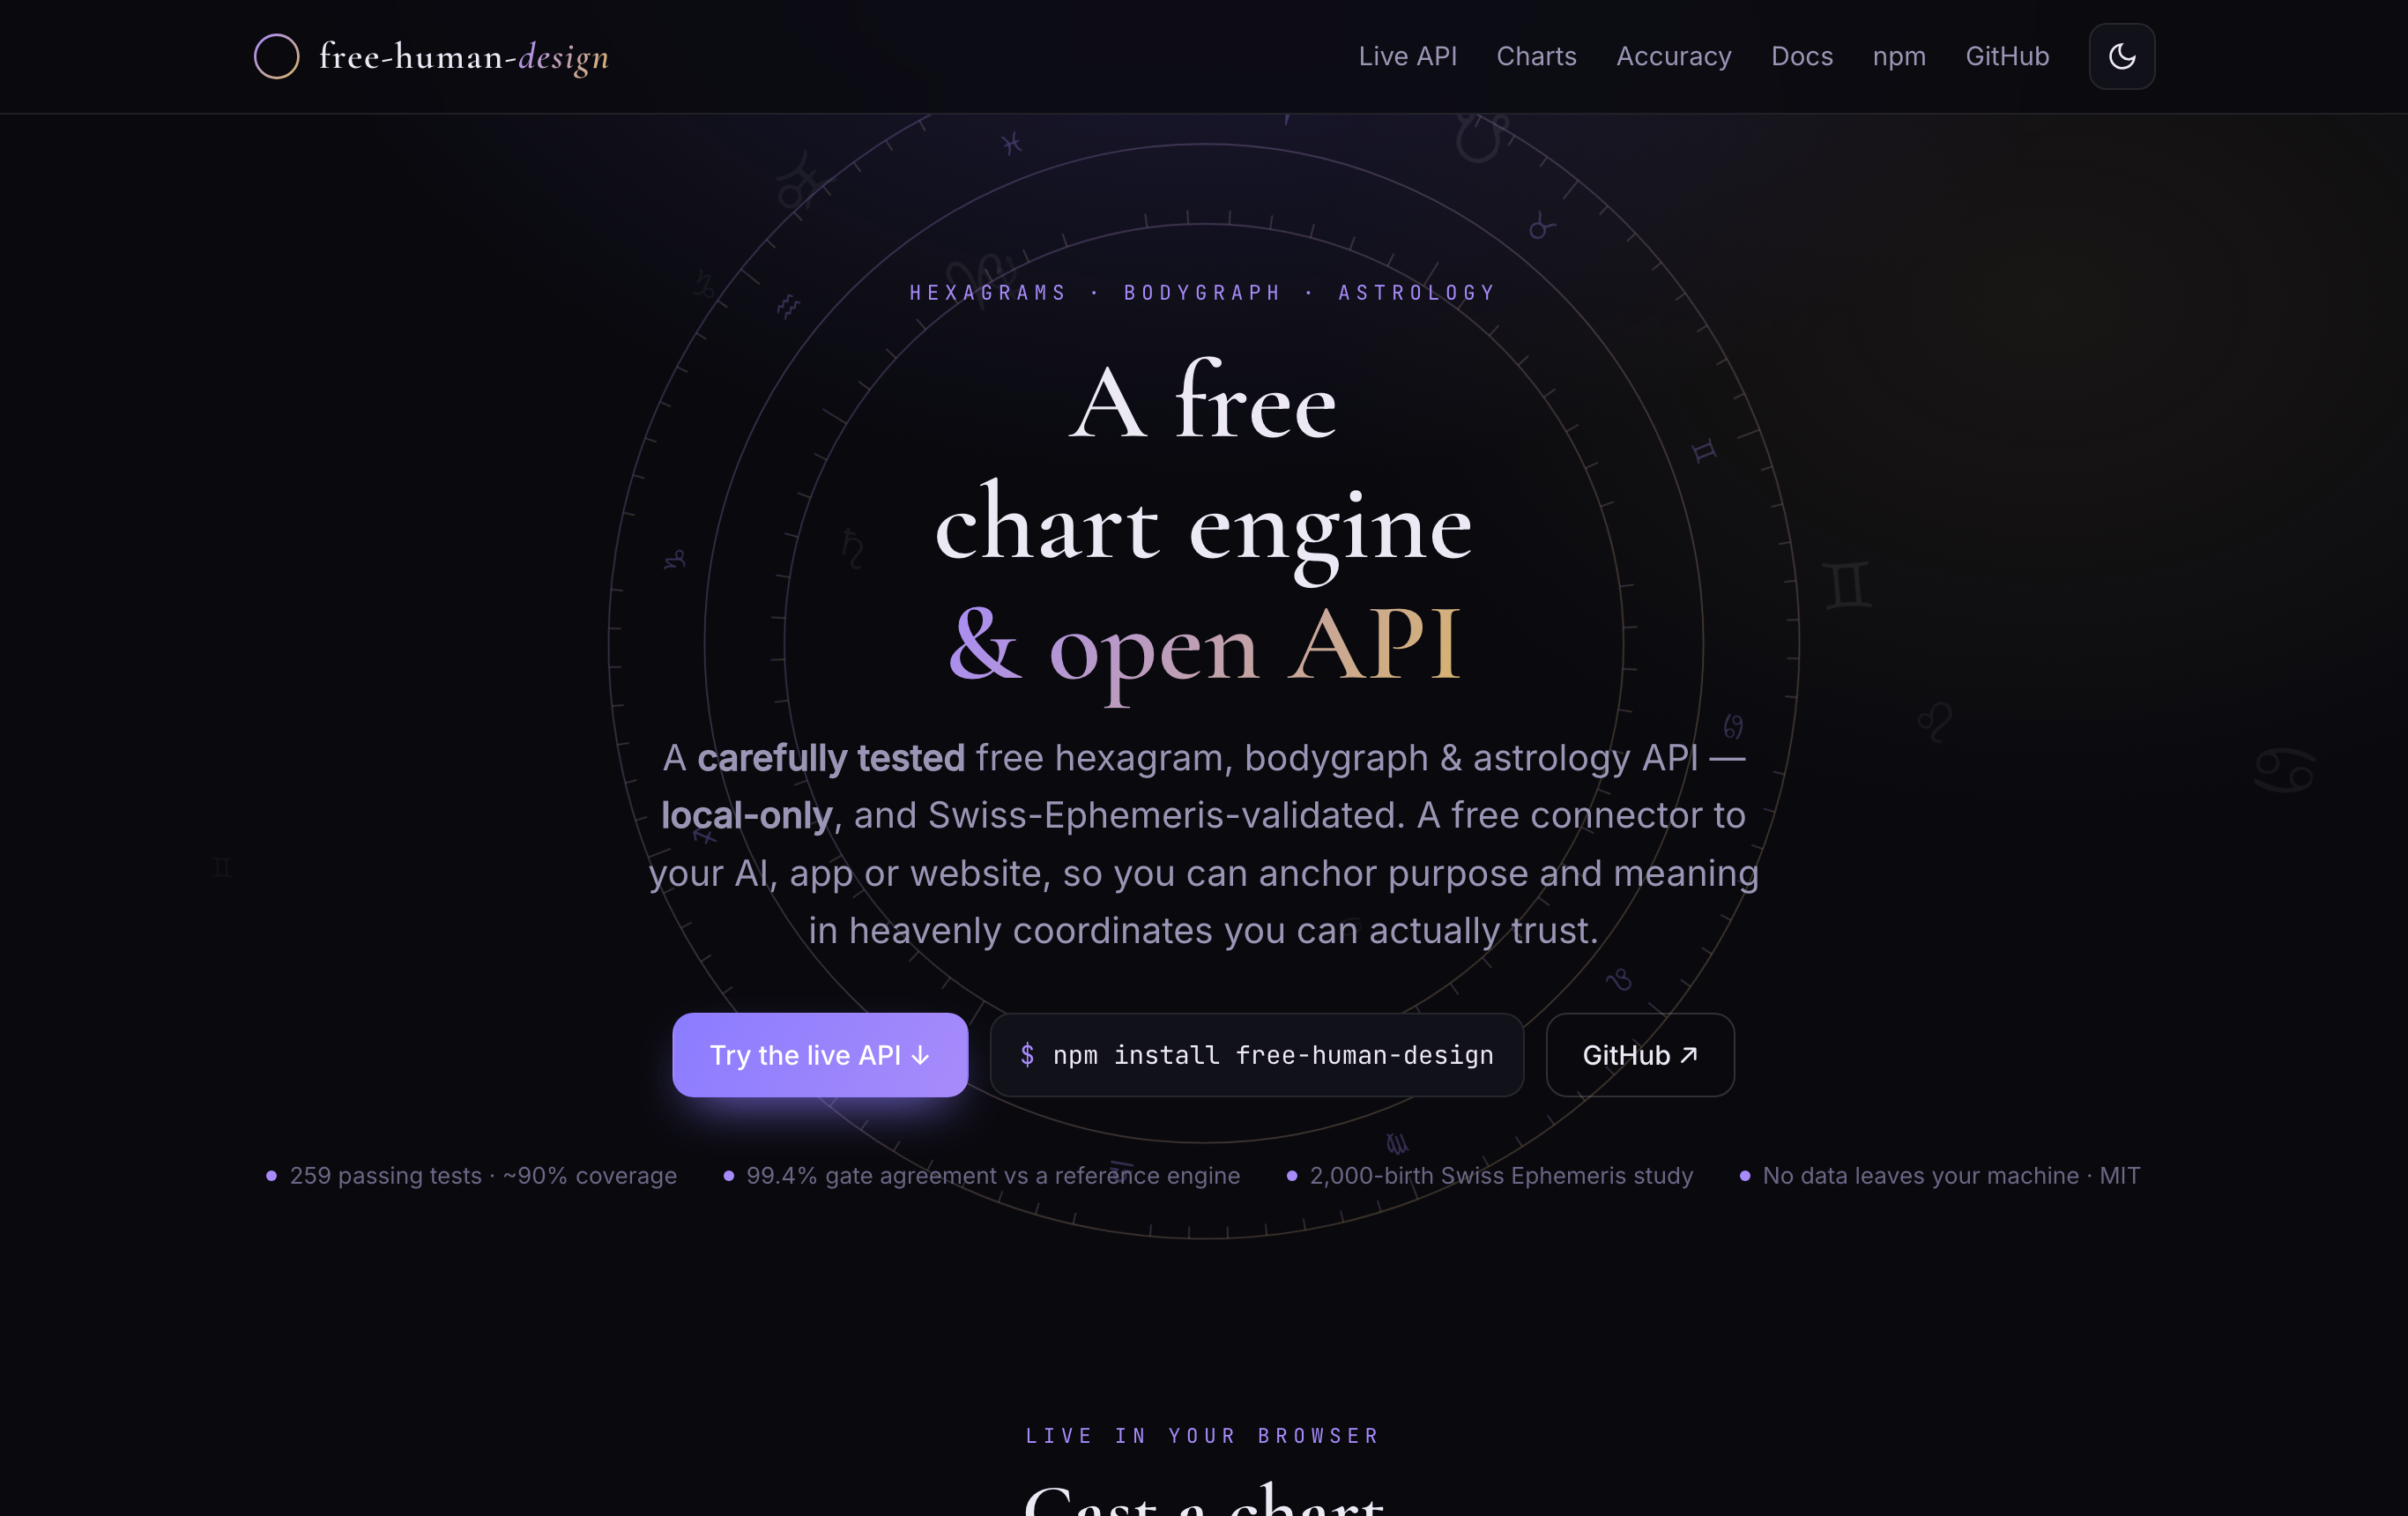 free-human-design
Live API
Charts
Accuracy
Docs
npm
GitHub
HEXAGRAMS · BODYGRAPH · ASTROLOGY
A free
chart engine
& open API
A carefully tested free hexagram, bodygraph & astrology API —
local-only, and Swiss-Ephemeris-validated. A free connector to
your AI, app or website, so you can anchor purpose and meaning
in heavenly coordinates you can actually trust.
Try the live API ↓
$ npm install free-human-design
GitHub ↗
259 passing tests · ~90% coverage
99.4% gate agreement vs a reference engine
2,000-birth Swiss Ephemeris study
No data leaves your machine · MIT
LIVE IN YOUR BROWSER
Cast a chart